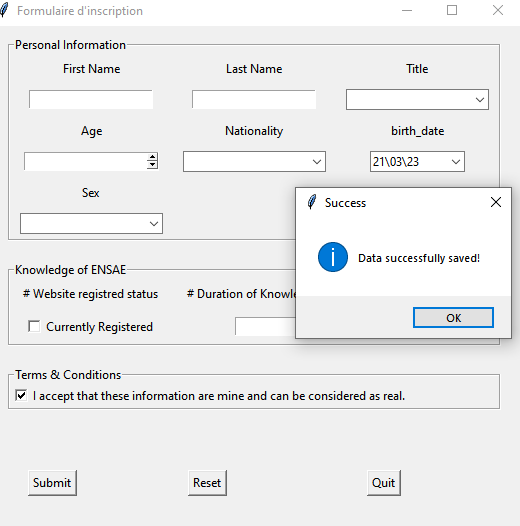 Formulaire d'inscription
Personal Information
First Name
Last Name
Title
Age
Nationality
birth_date
21\03\23
Sex
Success
Data successfully saved!
OK
Knowledge of ENSAE
# Website registred status
# Duration of Knowle
Currently Registered
Terms & Conditions
I accept that these information are mine and can be considered as real.
Submit
Reset
Quit